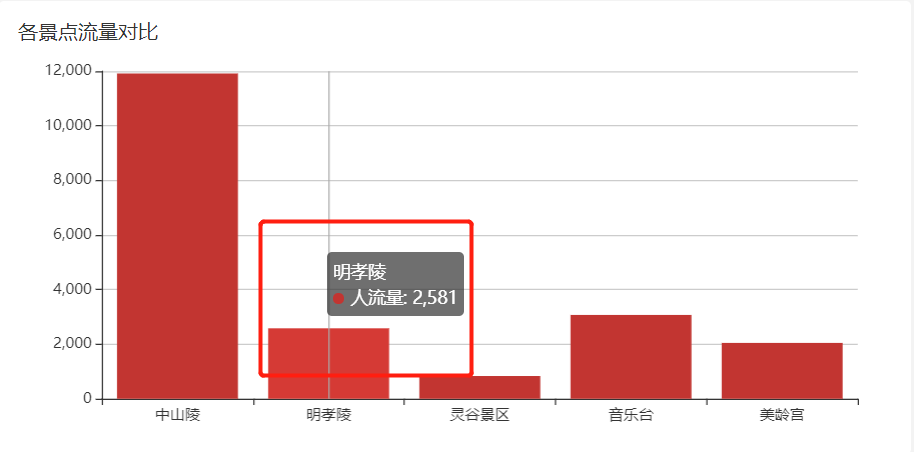 各景点流量对比
12,000
10,000
8,000
6,000
4,000
2,000
0
明孝陵
人流量: 2,581
中山陵 明孝陵 灵谷景区 音乐台 美龄宫